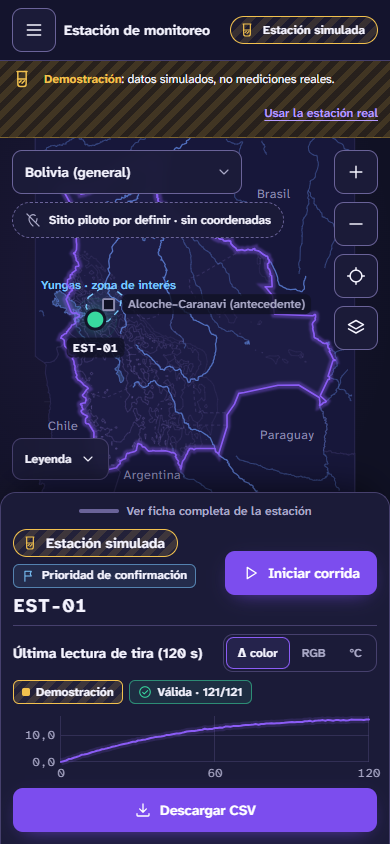 Estación de monitoreo
Estación simulada
Demostración: datos simulados, no mediciones reales.
Usar la estación real
Bolivia (general)
Brasil
Sitio piloto por definir · sin coordenadas
Yungas · zona de interés
Alcoche–Caranavi (antecedente)
EST-01
Chile
Paraguay
Leyenda
Argentina
Ver ficha completa de la estación
Estación simulada
Prioridad de confirmación
Iniciar corrida
EST-01
Última lectura de tira (120 s)
Δ color
RGB
°C
Demostración
Válida · 121/121
10,0
0,0
0
60
120
Descargar CSV